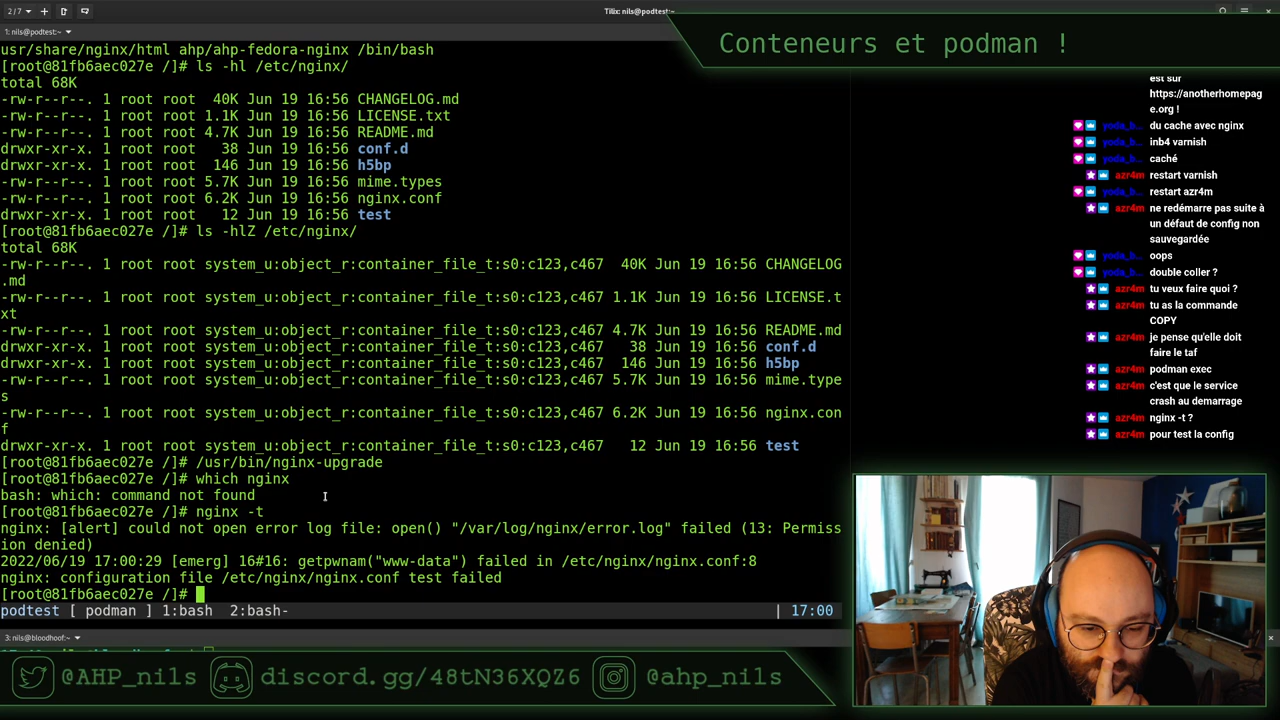 2 / 7
Tilix: nils@podtest:~
1: nils@podtest:~
Conteneurs et podman !
usr/share/nginx/html ahp/ahp-fedora-nginx /bin/bash
[root@81fb6aec027e /]# ls -hl /etc/nginx/
total 68K
-rw-r--r--. 1 root root  40K Jun 19 16:56 CHANGELOG.md
-rw-r--r--. 1 root root 1.1K Jun 19 16:56 LICENSE.txt
-rw-r--r--. 1 root root 4.7K Jun 19 16:56 README.md
drwxr-xr-x. 1 root root   38 Jun 19 16:56 conf.d
drwxr-xr-x. 1 root root  146 Jun 19 16:56 h5bp
-rw-r--r--. 1 root root 5.7K Jun 19 16:56 mime.types
-rw-r--r--. 1 root root 6.2K Jun 19 16:56 nginx.conf
drwxr-xr-x. 1 root root   12 Jun 19 16:56 test
[root@81fb6aec027e /]# ls -hlZ /etc/nginx/
total 68K
-rw-r--r--. 1 root root system_u:object_r:container_file_t:s0:c123,c467  40K Jun 19 16:56 CHANGELOG
.md
-rw-r--r--. 1 root root system_u:object_r:container_file_t:s0:c123,c467 1.1K Jun 19 16:56 LICENSE.t
xt
-rw-r--r--. 1 root root system_u:object_r:container_file_t:s0:c123,c467 4.7K Jun 19 16:56 README.md
drwxr-xr-x. 1 root root system_u:object_r:container_file_t:s0:c123,c467   38 Jun 19 16:56 conf.d
drwxr-xr-x. 1 root root system_u:object_r:container_file_t:s0:c123,c467  146 Jun 19 16:56 h5bp
-rw-r--r--. 1 root root system_u:object_r:container_file_t:s0:c123,c467 5.7K Jun 19 16:56 mime.type
s
-rw-r--r--. 1 root root system_u:object_r:container_file_t:s0:c123,c467 6.2K Jun 19 16:56 nginx.con
f
drwxr-xr-x. 1 root root system_u:object_r:container_file_t:s0:c123,c467   12 Jun 19 16:56 test
[root@81fb6aec027e /]# /usr/bin/nginx-upgrade
[root@81fb6aec027e /]# which nginx
bash: which: command not found
[root@81fb6aec027e /]# nginx -t
nginx: [alert] could not open error log file: open() "/var/log/nginx/error.log" failed (13: Permiss
ion denied)
2022/06/19 17:00:29 [emerg] 16#16: getpwnam("www-data") failed in /etc/nginx/nginx.conf:8
nginx: configuration file /etc/nginx/nginx.conf test failed
[root@81fb6aec027e /]#
podtest [ podman ] 1:bash  2:bash- | 17:00
3: nils@bloodhoof:~
est sur
https://anotherhomepag
e.org !
yoda_b... du cache avec nginx
yoda_b... inb4 varnish
yoda_b... caché
azr4m restart varnish
yoda_b... restart azr4m
azr4m ne redémarre pas suite à
un défaut de config non
sauvegardée
yoda_b... oops
yoda_b... double coller ?
azr4m tu veux faire quoi ?
azr4m tu as la commande
COPY
azr4m je pense qu'elle doit
faire le taf
azr4m podman exec
azr4m c'est que le service
crash au demarrage
azr4m nginx -t ?
azr4m pour test la config
@AHP_nils discord.gg/48tN36XQZ6 @ahp_nils